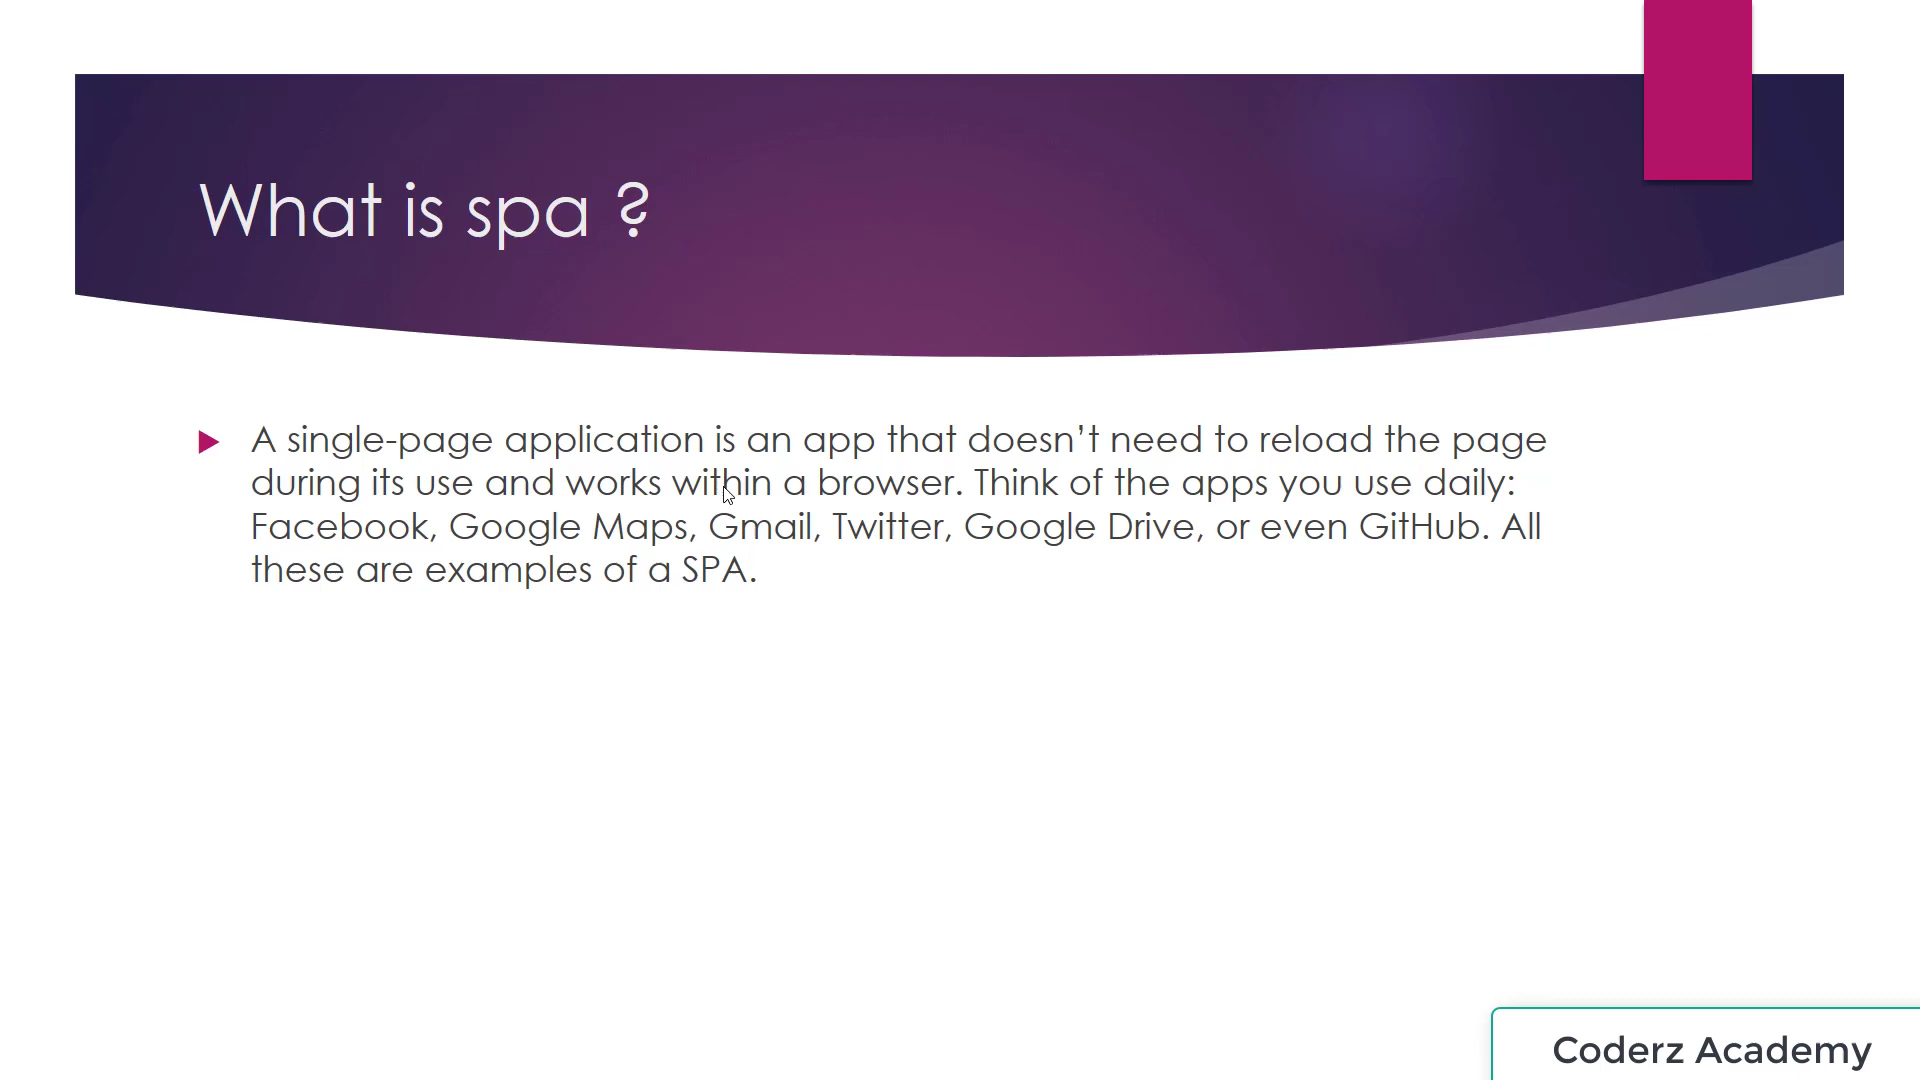 What is spa ?
A single-page application is an app that doesn’t need to reload the page
during its use and works within a browser. Think of the apps you use daily:
Facebook, Google Maps, Gmail, Twitter, Google Drive, or even GitHub. All
these are examples of a SPA.
Coderz Academy